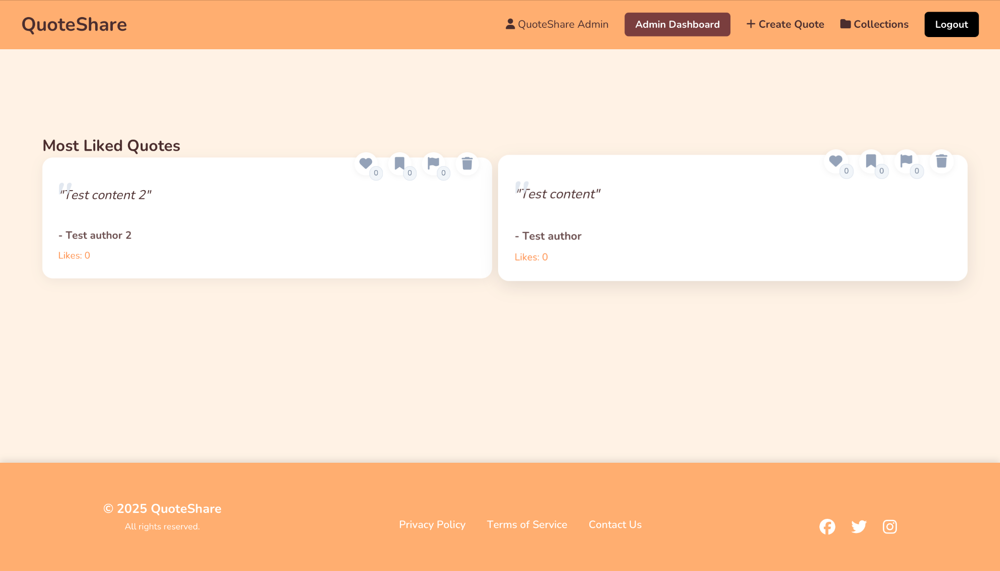 QuoteShare
QuoteShare Admin
Admin Dashboard
Create Quote
Collections
Logout
Most Liked Quotes
0
0
0
"Test content 2"
- Test author 2
Likes: 0
0
0
0
"Test content"
- Test author
Likes: 0
© 2025 QuoteShare
All rights reserved.
Privacy Policy
Terms of Service
Contact Us